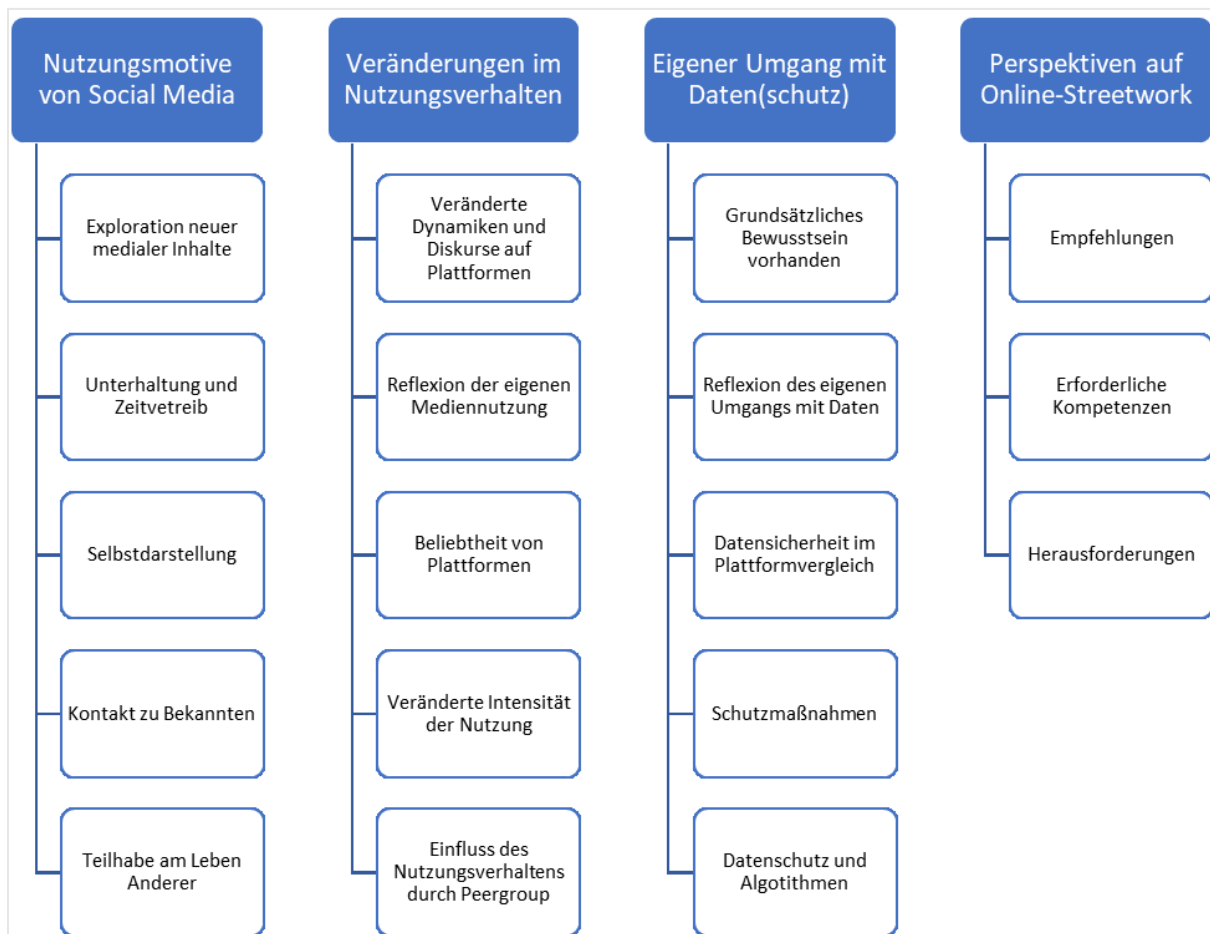 Nutzungsmotive
von Social Media
Exploration neuer
medialer Inhalte
Unterhaltung und
Zeitvetreib
Selbstdarstellung
Kontakt zu Bekannten
Teilhabe am Leben
Anderer
Veränderungen im
Nutzungsverhalten
Veränderte
Dynamiken und
Diskurse auf
Plattformen
Reflexion der eigenen
Mediennutzung
Beliebtheit von
Plattformen
Veränderte Intensität
der Nutzung
Einfluss des
Nutzungsverhaltens
durch Peergroup
Eigener Umgang mit
Daten(schutz)
Grundsätzliches
Bewusstsein
vorhanden
Reflexion des eigenen
Umgangs mit Daten
Datensicherheit im
Plattformvergleich
Schutzmaßnahmen
Datenschutz und
Algotithmen
Perspektiven auf
Online-Streetwork
Empfehlungen
Erforderliche
Kompetenzen
Herausforderungen